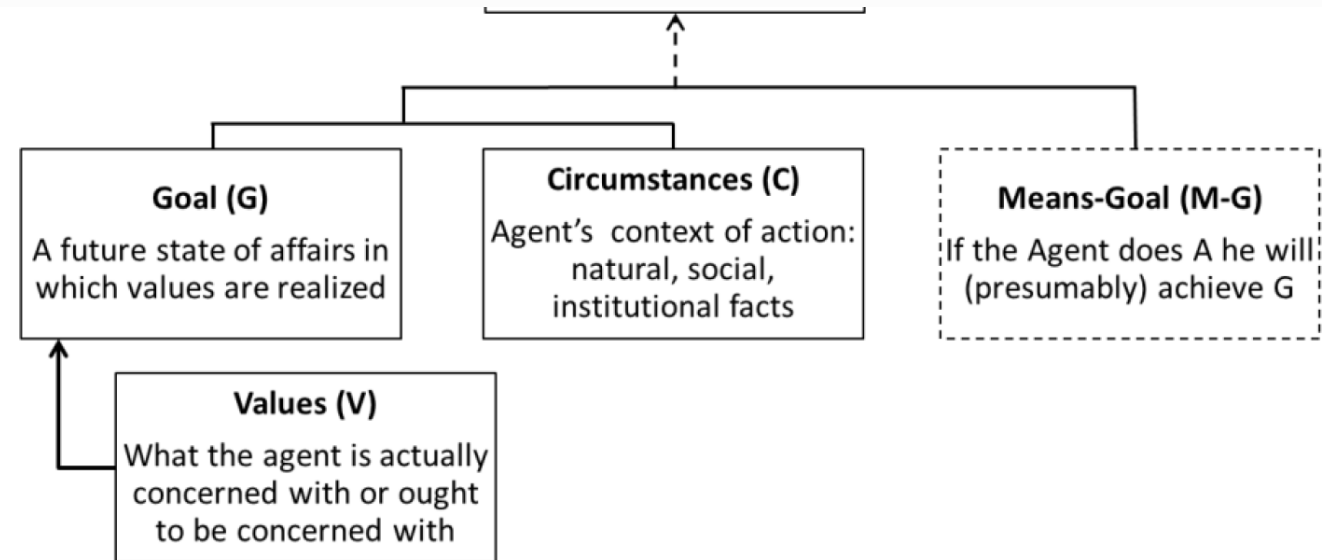 Goal (G)
A future state of affairs in
which values are realized
Circumstances (C)
Agent's context of action:
natural, social,
institutional facts
Means-Goal (M-G)
If the Agent does A he will
(presumably) achieve G
Values (V)
What the agent is actually
concerned with or ought
to be concerned with